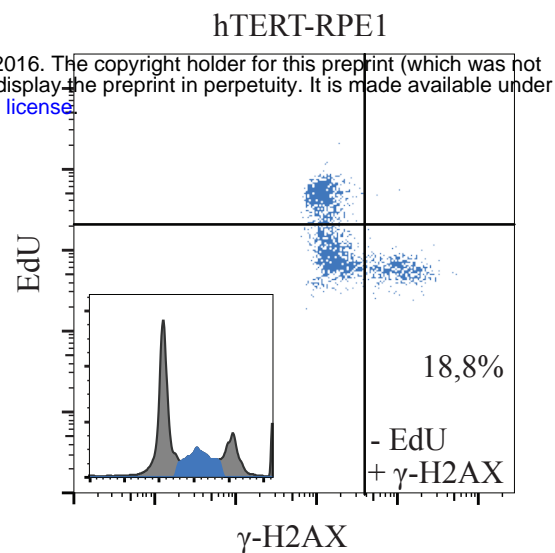 hTERT-RPE1
2016. The copyright holder for this preprint (which was not
display the preprint in perpetuity. It is made available under
license
EdU
18,8%
- EdU
+ γ-H2AX
γ-H2AX